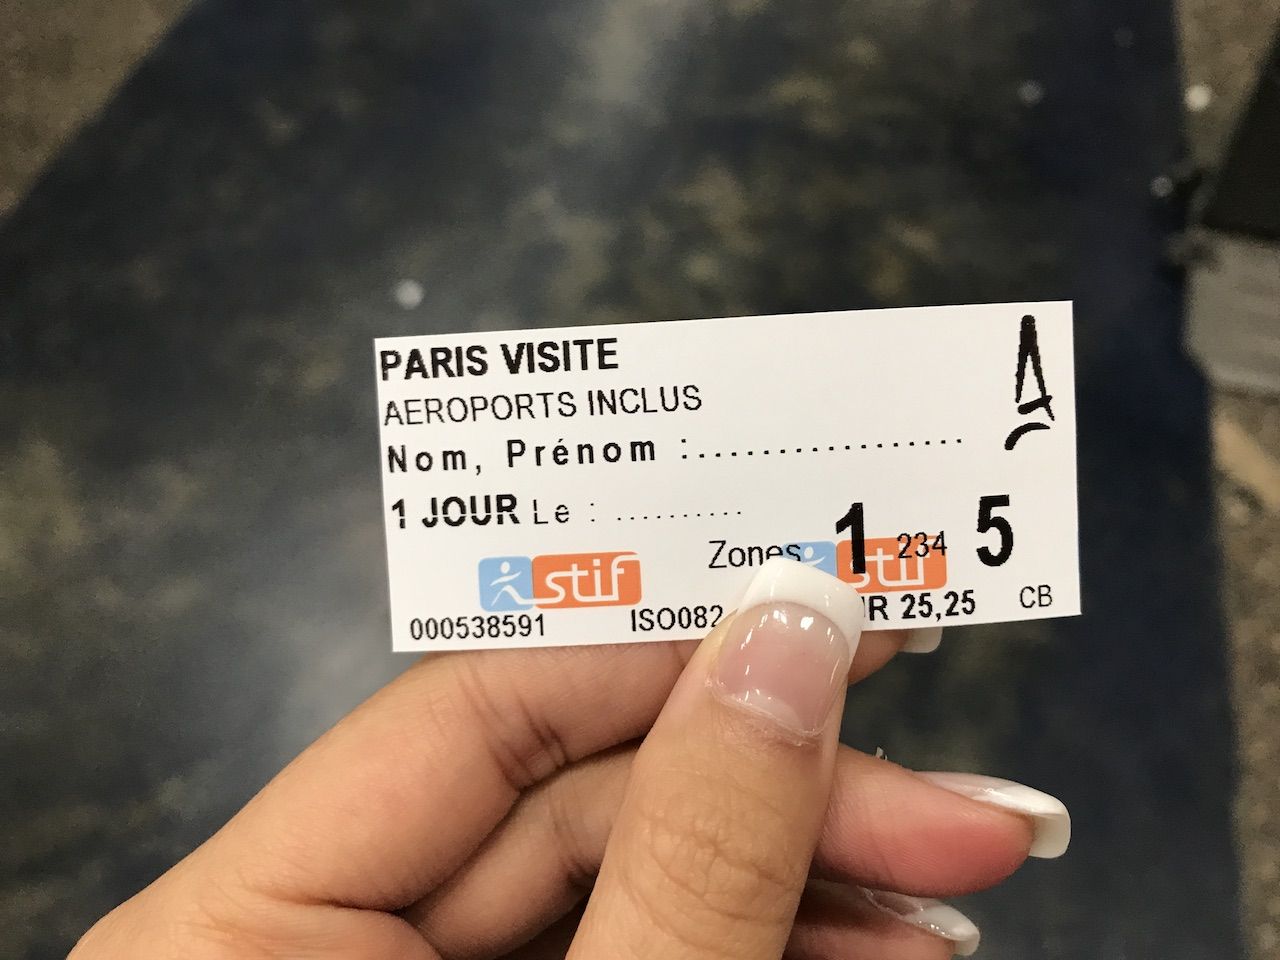 PARIS VISITE
AEROPORTS INCLUS
Nom, Prénom :..................
1 JOUR Le : ..........
Zones 1 234 5
stif stif
000538591 ISO082 25,25 CB